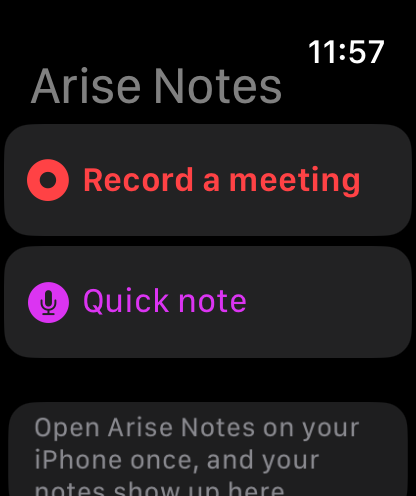 11:57
Arise Notes
Record a meeting
Quick note
Open Arise Notes on your
iPhone once, and your
notes show up here